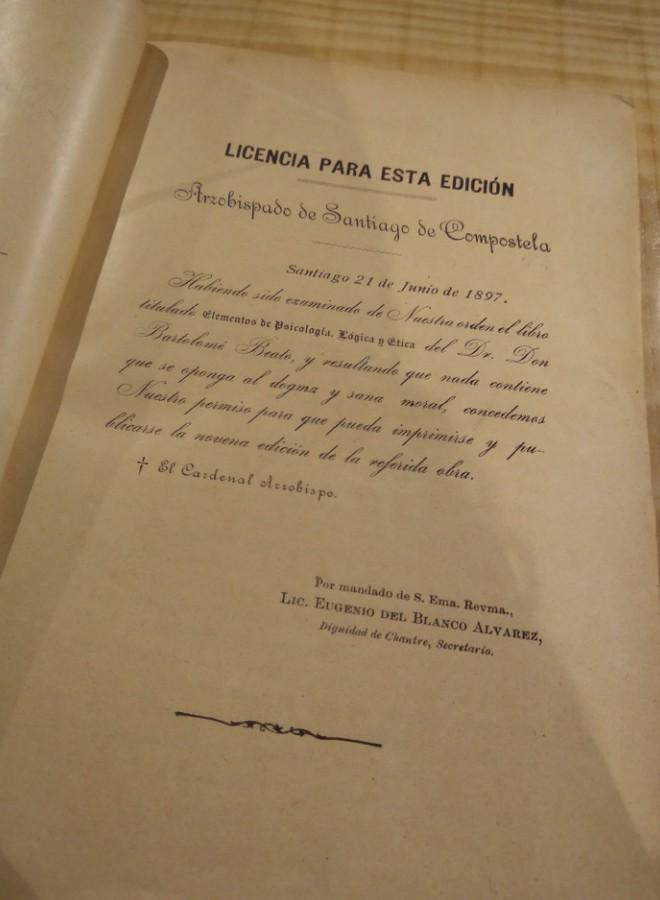 LICENCIA PARA ESTA EDICIÓN
Arzobispado de Santiago de Compostela
Santiago 21 de Junio de 1897.
Habiendo sido examinado de Nuestra orden el libro
titulado Elementos de Psicología, Lógica y Etica del Dr. Don
Bartolomé Beato, y resultando que nada contiene
que se oponga al dogma y sana moral, concedemos
Nuestro permiso para que pueda imprimirse y pu-
blicarse la novena edición de la referida obra.
† El Cardenal Arzobispo.
Por mandado de S. Ema. Revma.,
LIC. EUGENIO DEL BLANCO ALVAREZ,
Dignidad de Chantre, Secretario.